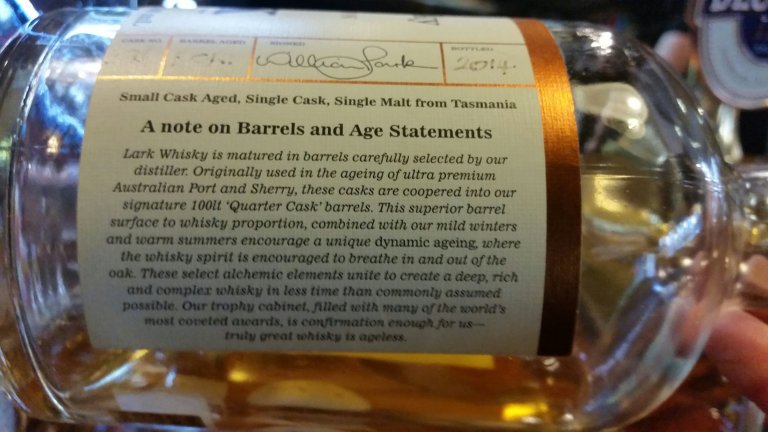 CASK NO. BARREL AGED SIGNED BOTTLED
2014
Small Cask Aged, Single Cask, Single Malt from Tasmania
A note on Barrels and Age Statements
Lark Whisky is matured in barrels carefully selected by our
distiller. Originally used in the ageing of ultra premium
Australian Port and Sherry, these casks are coopered into our
signature 100lt ‘Quarter Cask’ barrels. This superior barrel
surface to whisky proportion, combined with our mild winters
and warm summers encourage a unique dynamic ageing, where
the whisky spirit is encouraged to breathe in and out of the
oak. These select alchemic elements unite to create a deep, rich
and complex whisky in less time than commonly assumed
possible. Our trophy cabinet, filled with many of the world's
most coveted awards, is confirmation enough for us—
truly great whisky is ageless.